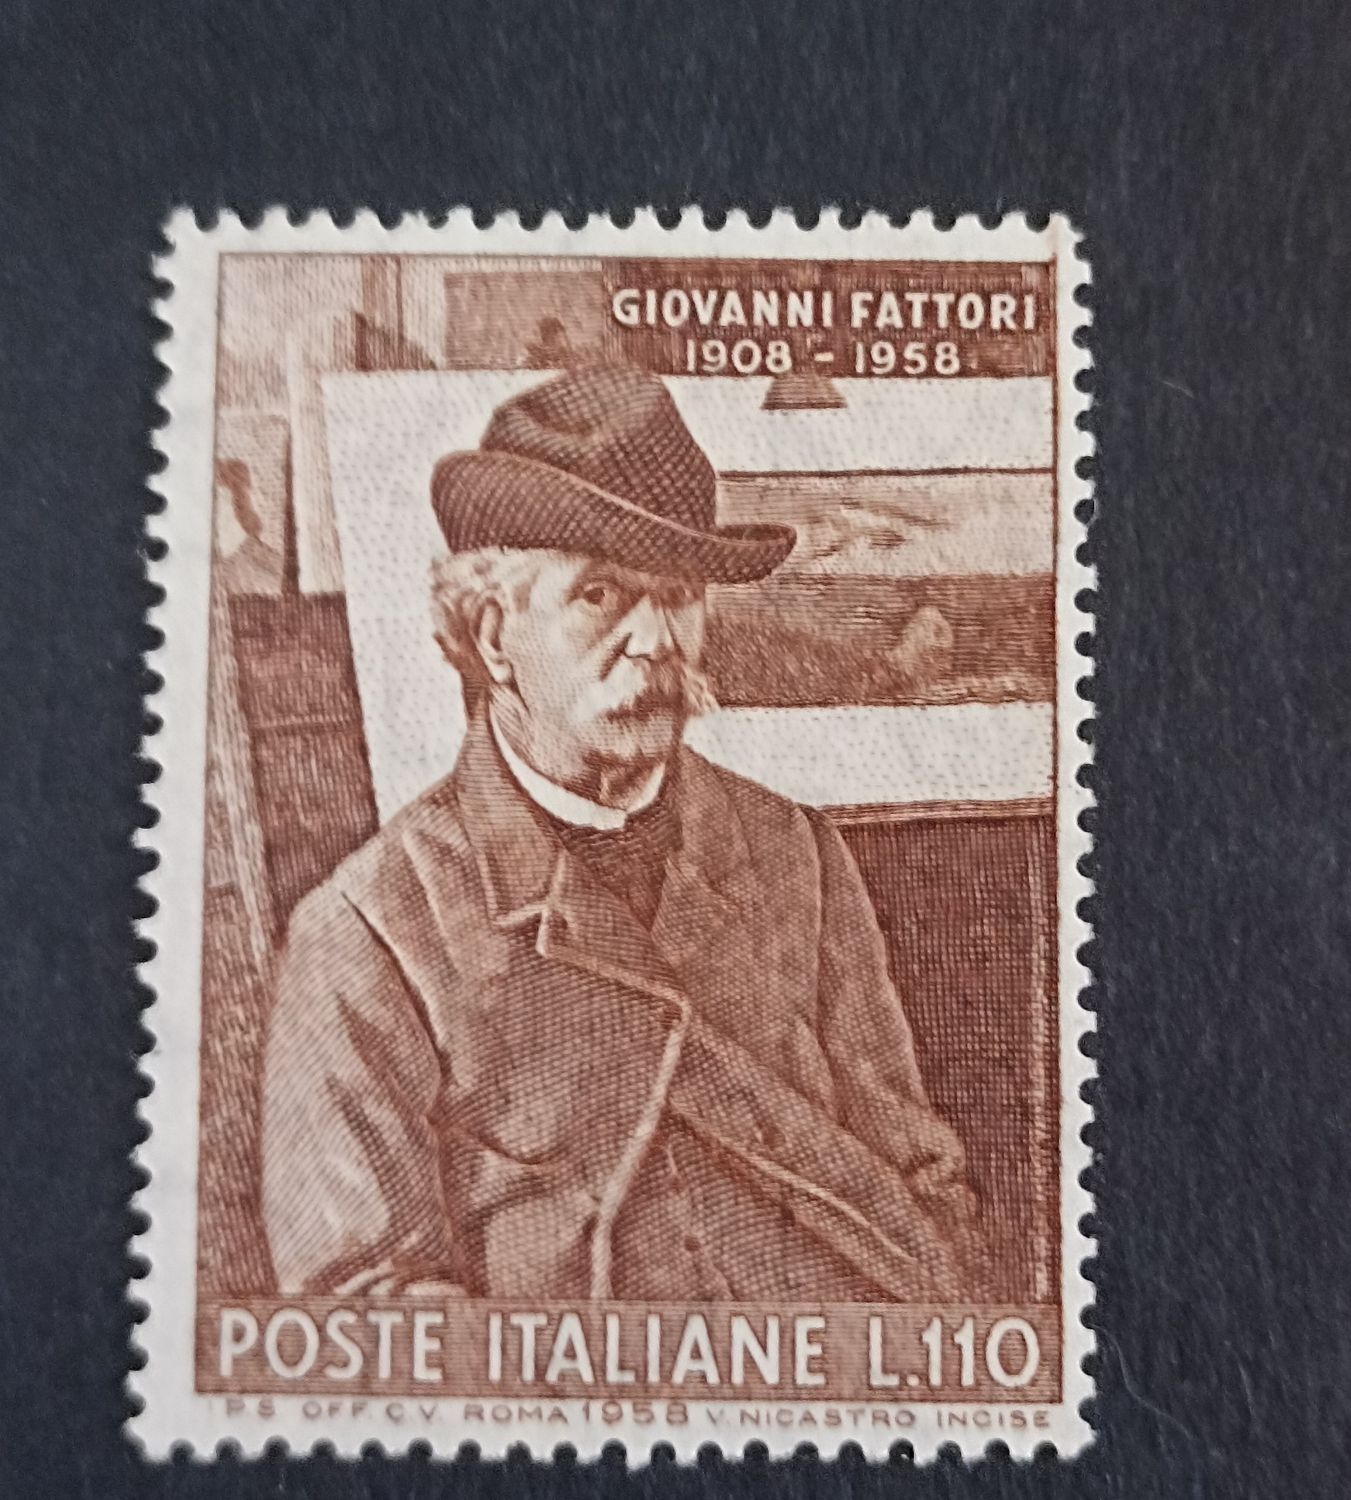 GIOVANNI FATTORI
1908 - 1958
POSTE ITALIANE L.110
I.P.S. OFF. C.V. ROMA 1958 V. NICASTRO INCISE